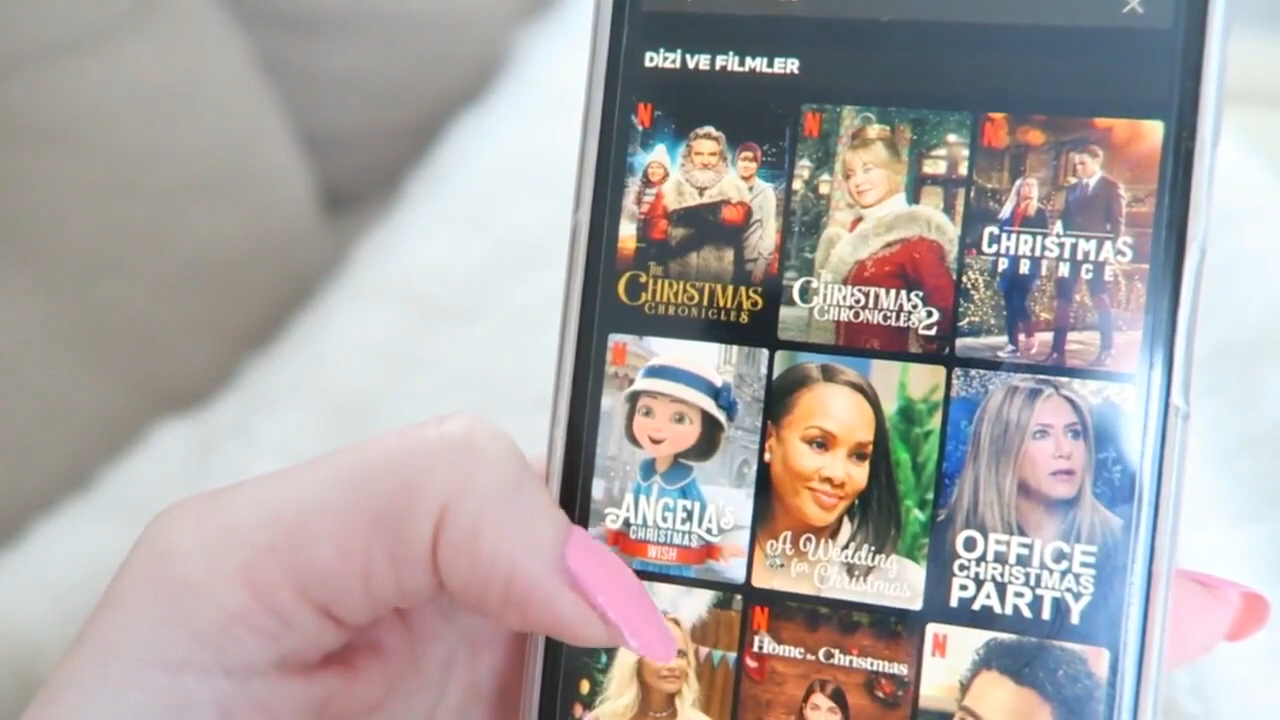 DİZİ VE FİLMLER
N
N
N
THE
CHRISTMAS
CHRONICLES
THE
CHRISTMAS
CHRONICLES 2
A
CHRISTMAS
PRINCE
N
ANGELA'S
CHRISTMAS
WISH
A Wedding
for Christmas
OFFICE
CHRISTMAS
PARTY
N
Home for Christmas
N